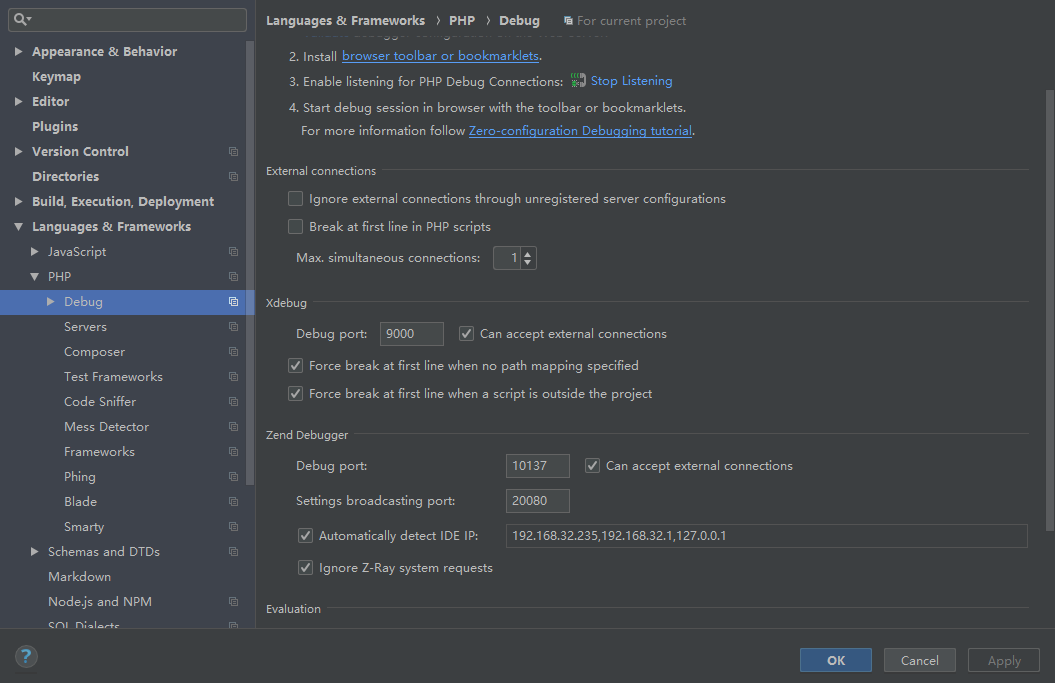 Appearance & Behavior
Keymap
Editor
Plugins
Version Control
Directories
Build, Execution, Deployment
Languages & Frameworks
JavaScript
PHP
Debug
Servers
Composer
Test Frameworks
Code Sniffer
Mess Detector
Frameworks
Phing
Blade
Smarty
Schemas and DTDs
Markdown
Node.js and NPM
SQL Dialects
Languages & Frameworks › PHP › Debug For current project
2. Install browser toolbar or bookmarklets.
3. Enable listening for PHP Debug Connections: Stop Listening
4. Start debug session in browser with the toolbar or bookmarklets.
For more information follow Zero-configuration Debugging tutorial.
External connections
Ignore external connections through unregistered server configurations
Break at first line in PHP scripts
Max. simultaneous connections: 1
Xdebug
Debug port: 9000 Can accept external connections
Force break at first line when no path mapping specified
Force break at first line when a script is outside the project
Zend Debugger
Debug port: 10137 Can accept external connections
Settings broadcasting port: 20080
Automatically detect IDE IP: 192.168.32.235,192.168.32.1,127.0.0.1
Ignore Z-Ray system requests
Evaluation
?
OK Cancel Apply